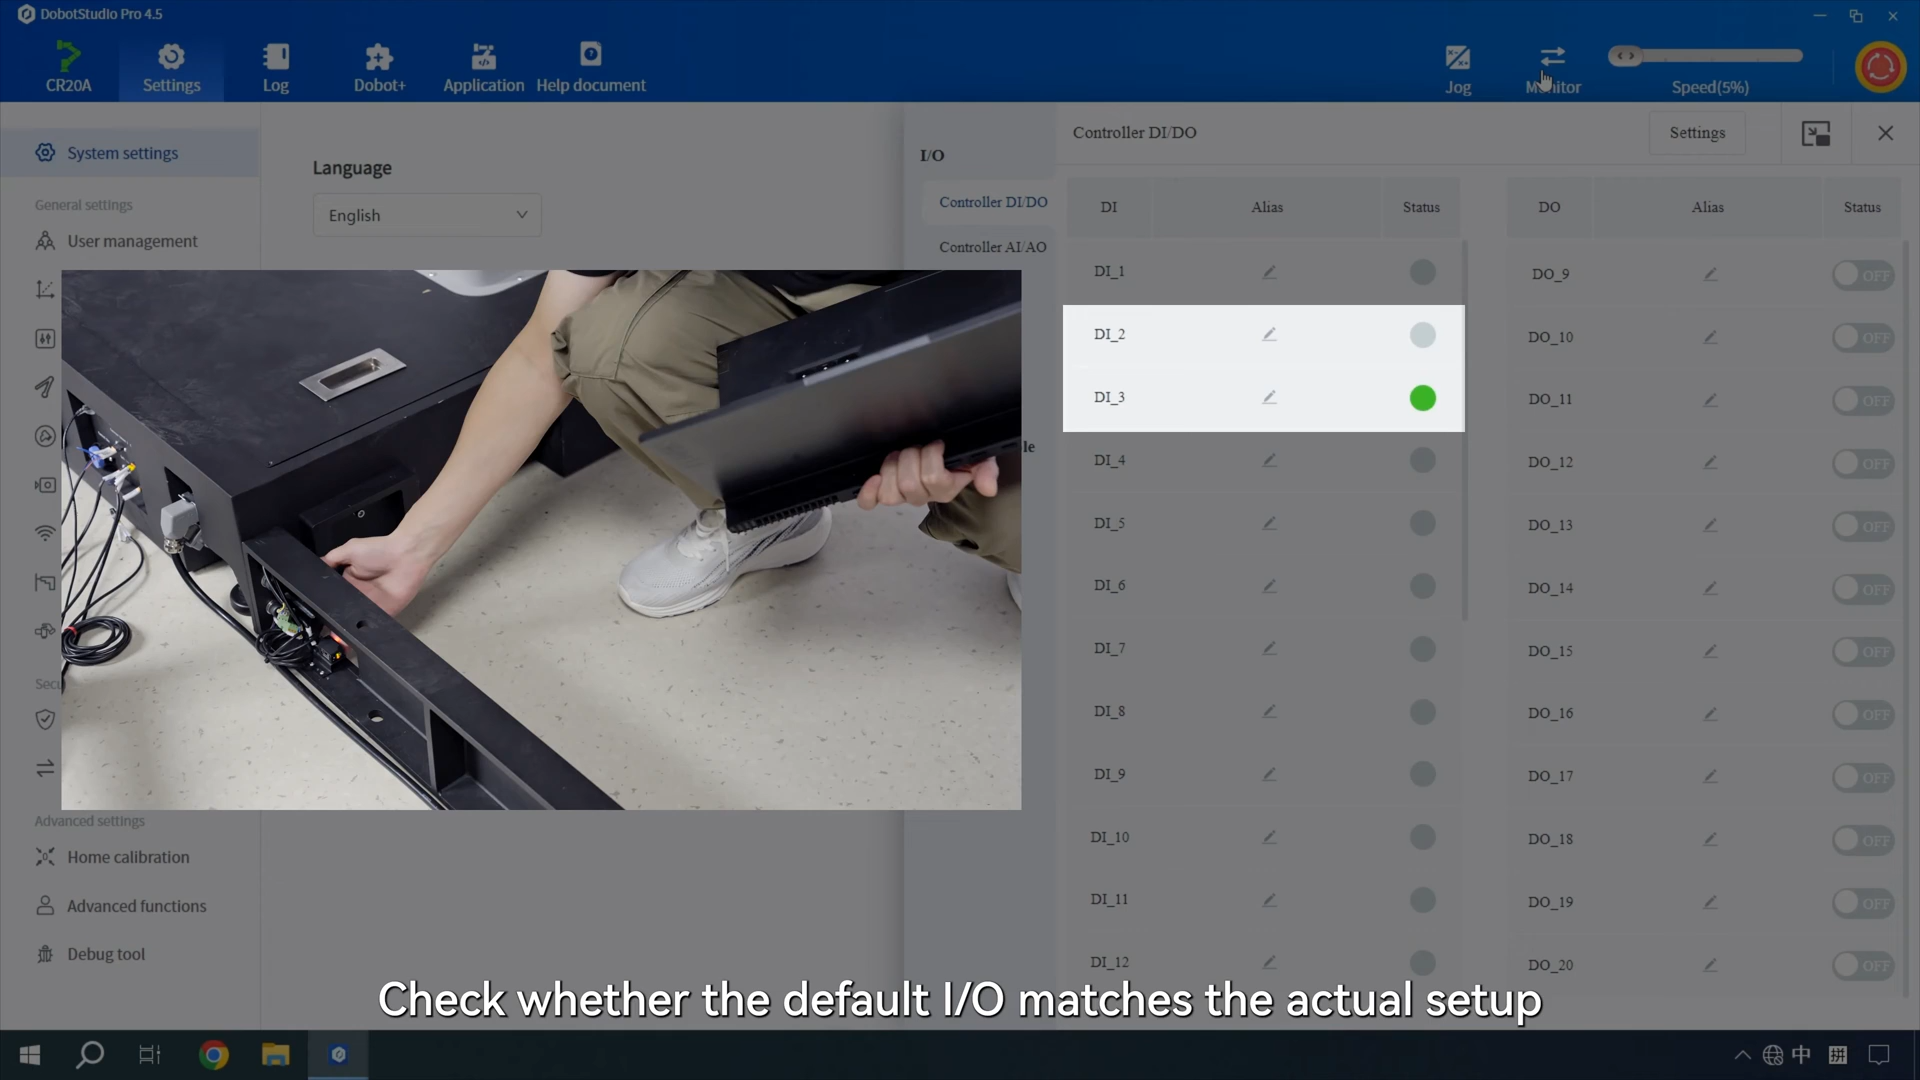 DobotStudio Pro 4.5
CR20A
Settings
Log
Dobot+
Application
Help document
Jog
Monitor
Speed(5%)
System settings
General settings
User management
Language
English
I/O
Controller DI/DO
Controller AI/AO
le
Controller DI/DO
Settings
DI Alias Status
DO Alias Status
DI_1
DI_2
DI_3
DI_4
DI_5
DI_6
DI_7
DI_8
DI_9
DI_10
DI_11
DI_12
DO_9 OFF
DO_10 OFF
DO_11 OFF
DO_12 OFF
DO_13 OFF
DO_14 OFF
DO_15 OFF
DO_16 OFF
DO_17 OFF
DO_18 OFF
DO_19 OFF
DO_20 OFF
Secu
Advanced settings
Home calibration
Advanced functions
Debug tool
Check whether the default I/O matches the actual setup
中
拼